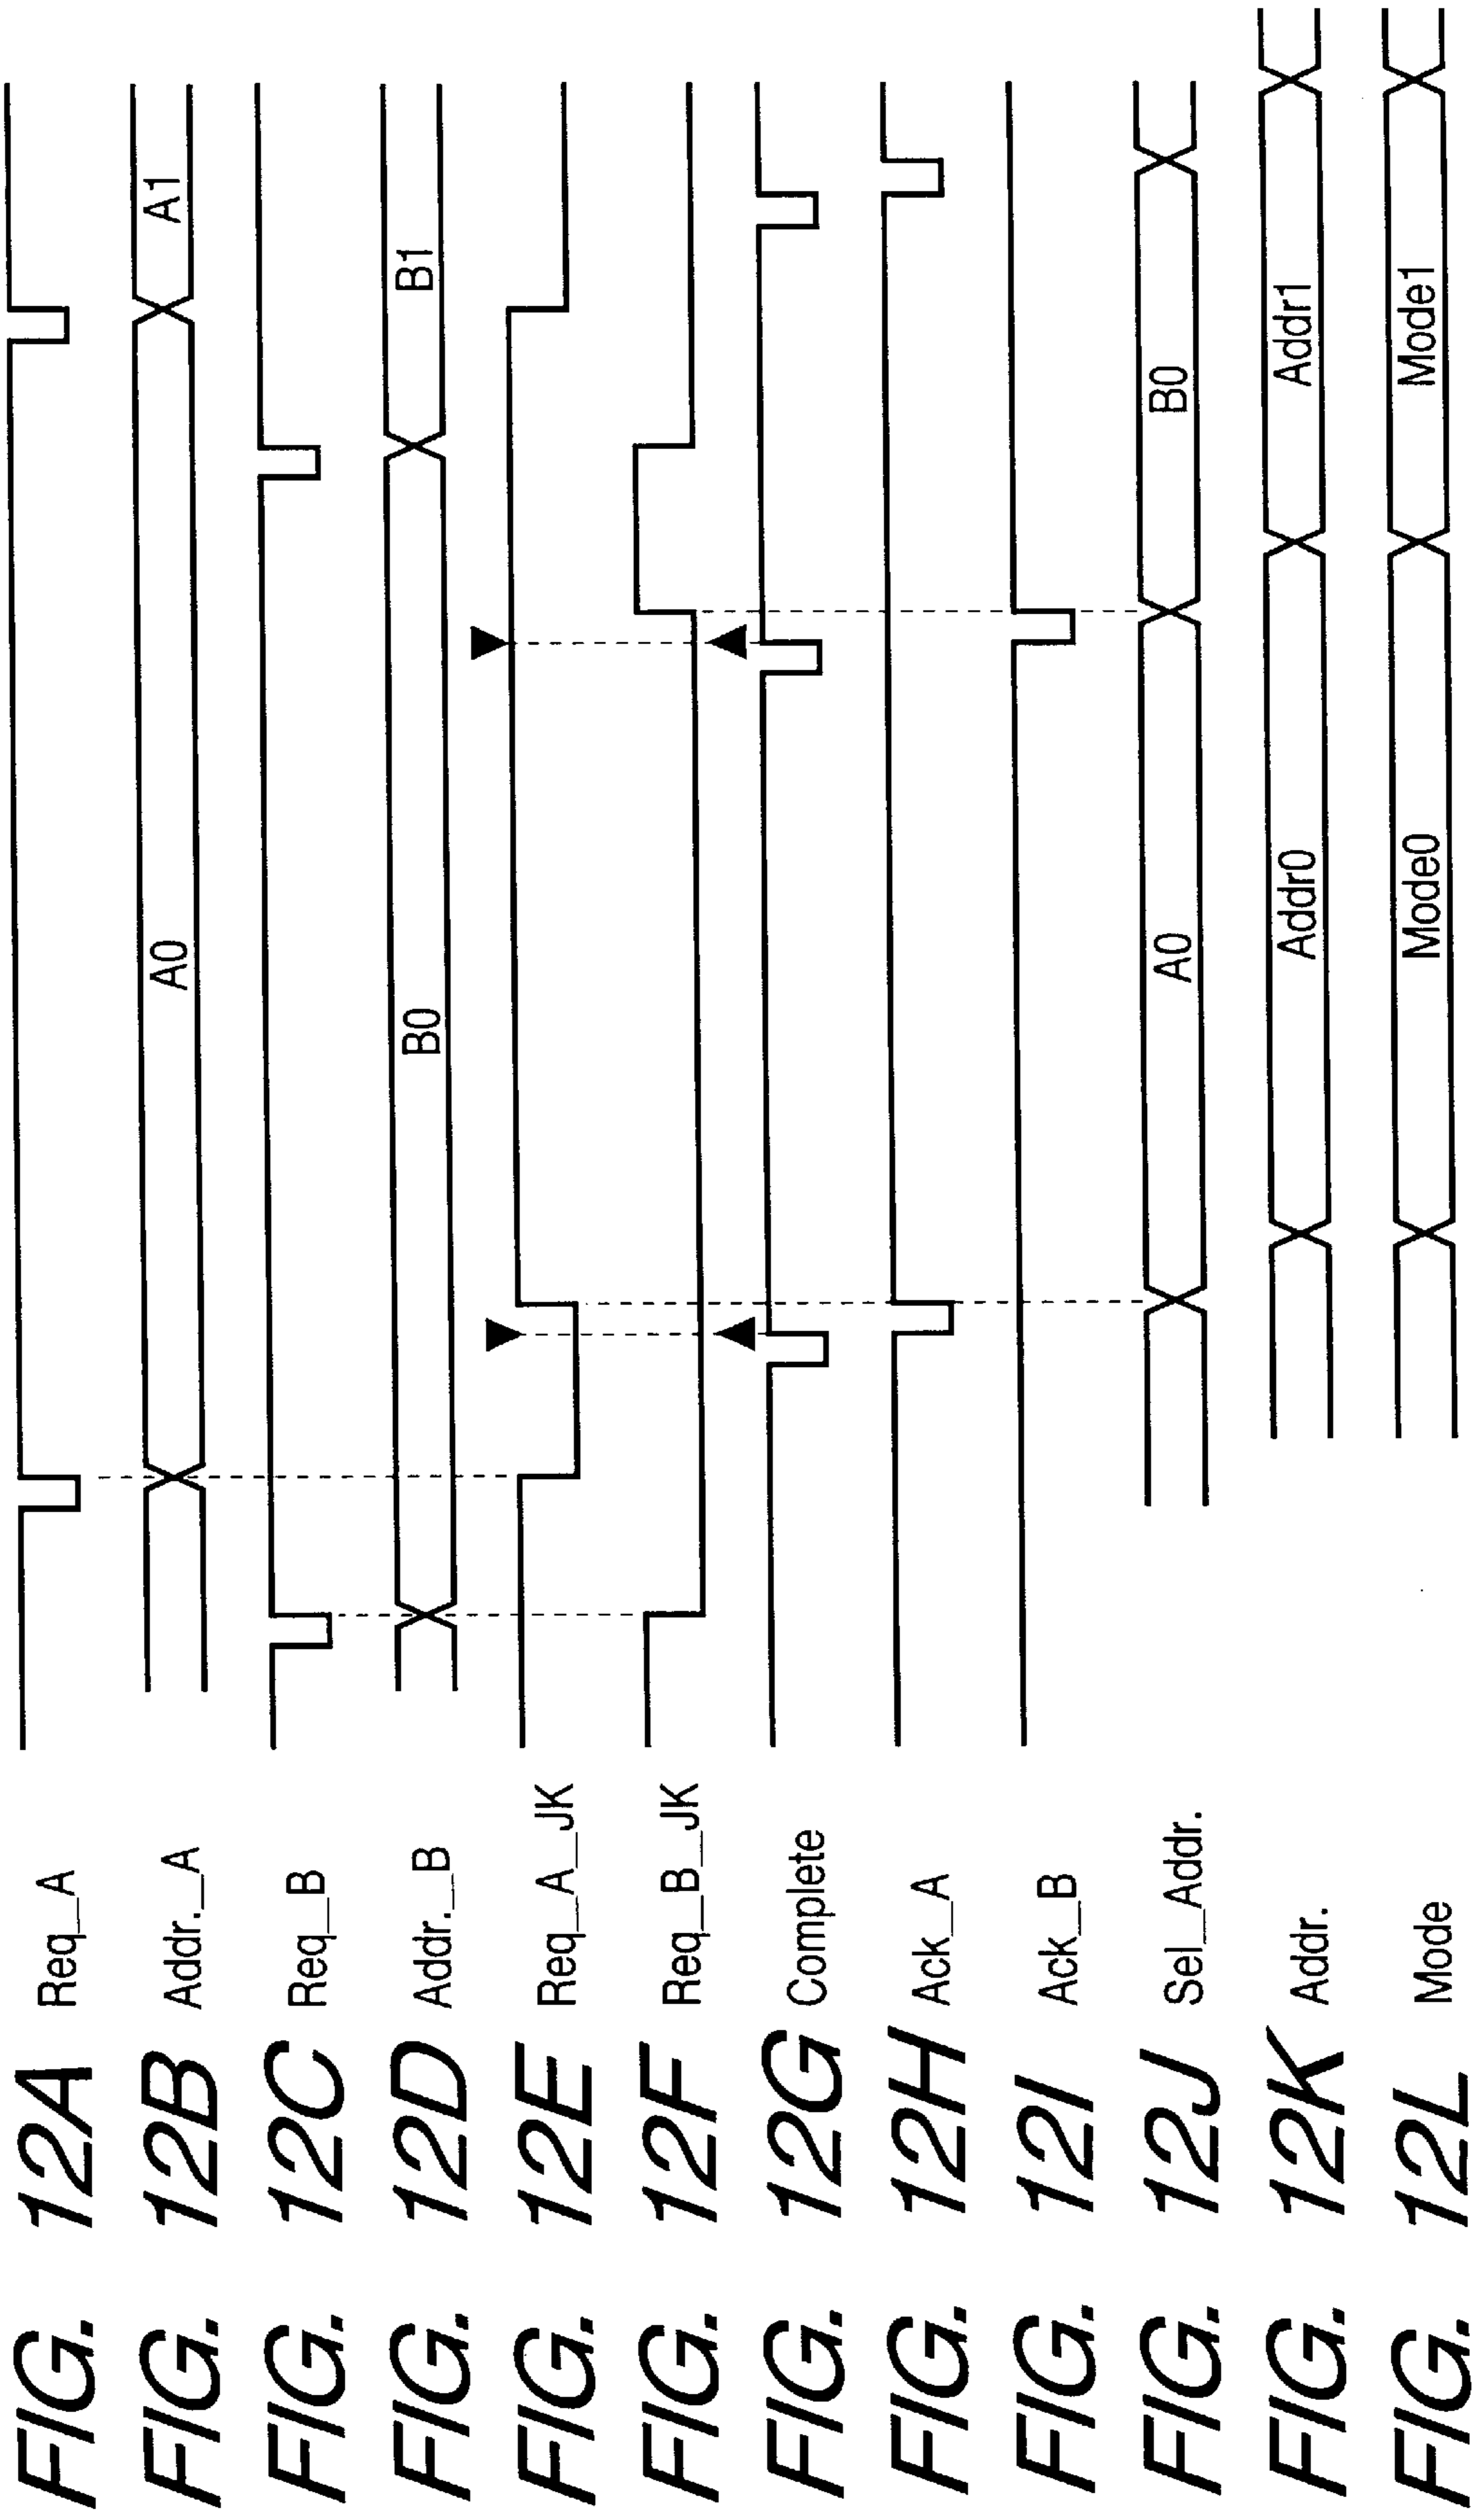 FIG. 12A Req_A
FIG. 12B Addr._A A0 A1
FIG. 12C Req_B
FIG. 12D Addr._B B0 B1
FIG. 12E Req_A_JK
FIG. 12F Req_B_JK
FIG. 12G Complete
FIG. 12H Ack_A
FIG. 12I Ack_B
FIG. 12J Sel_Addr. A0 B0
FIG. 12K Addr. Addr0 Addr1
FIG. 12L Mode Mode0 Mode1